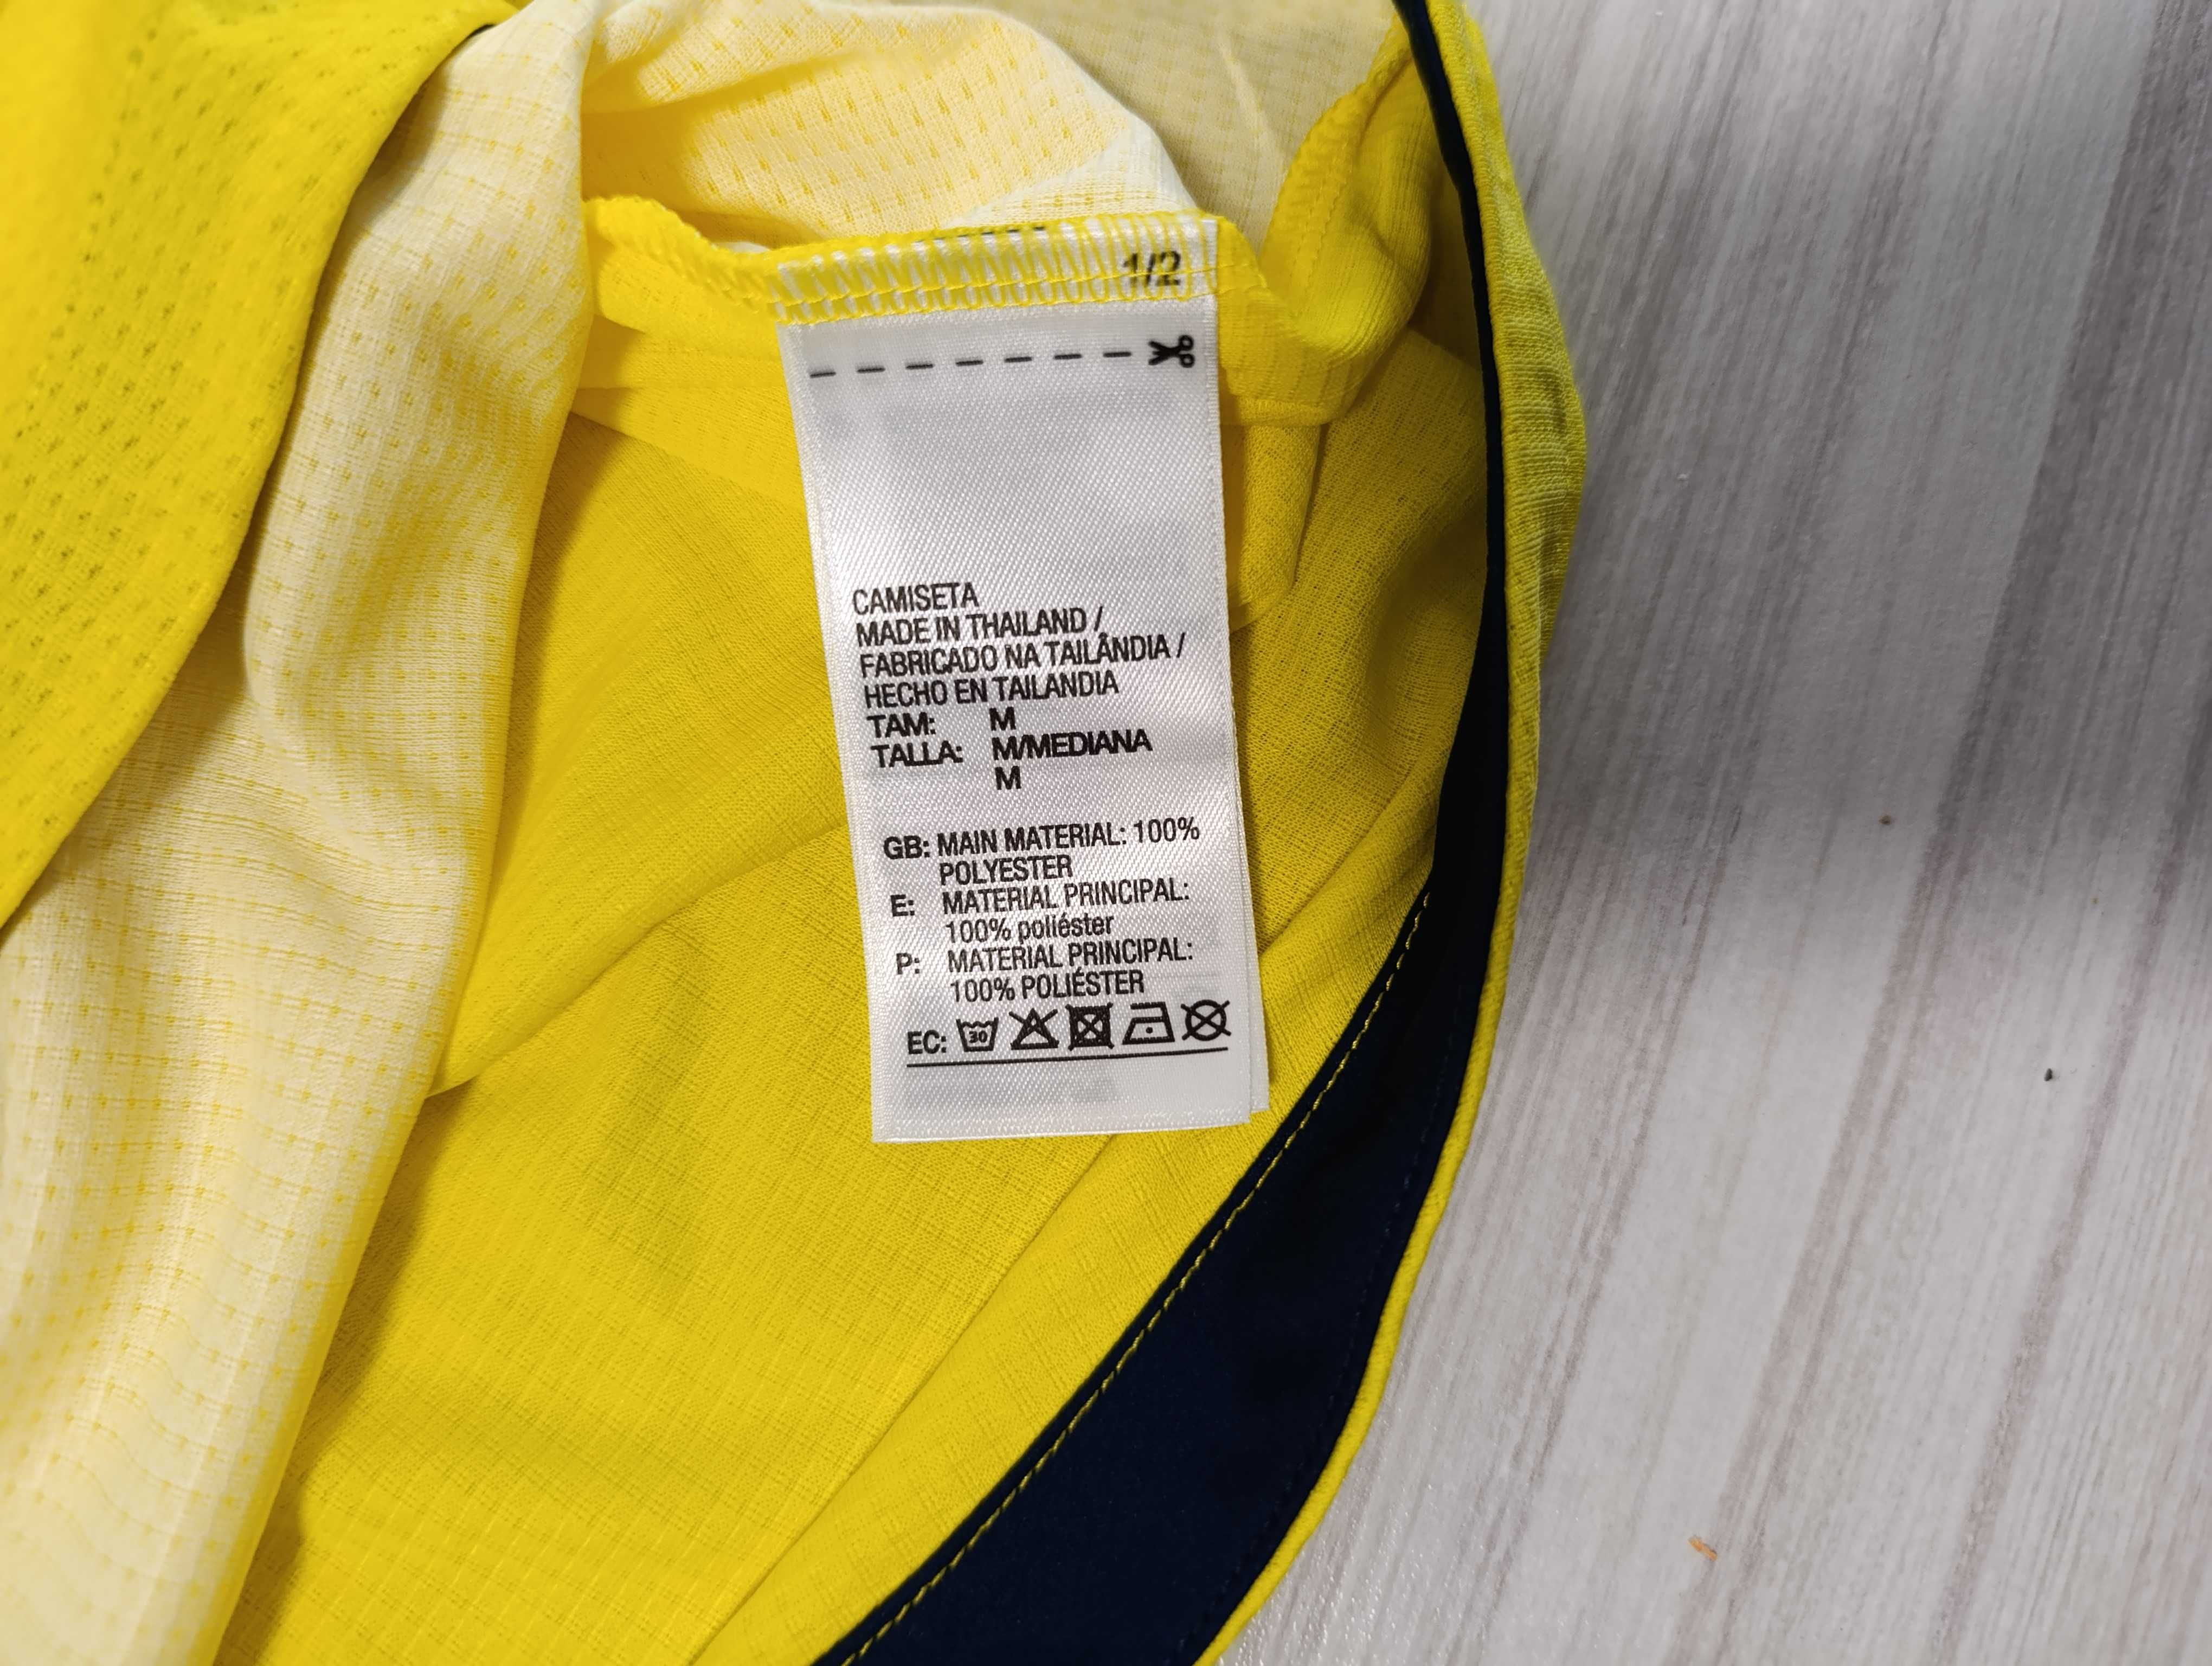 1/2
CAMISETA
MADE IN THAILAND /
FABRICADO NA TAILÂNDIA /
HECHO EN TAILANDIA
TAM: M
TALLA: M/MEDIANA
M
GB: MAIN MATERIAL: 100%
POLYESTER
E: MATERIAL PRINCIPAL:
100% poliéster
P: MATERIAL PRINCIPAL:
100% POLIÉSTER
EC: 30